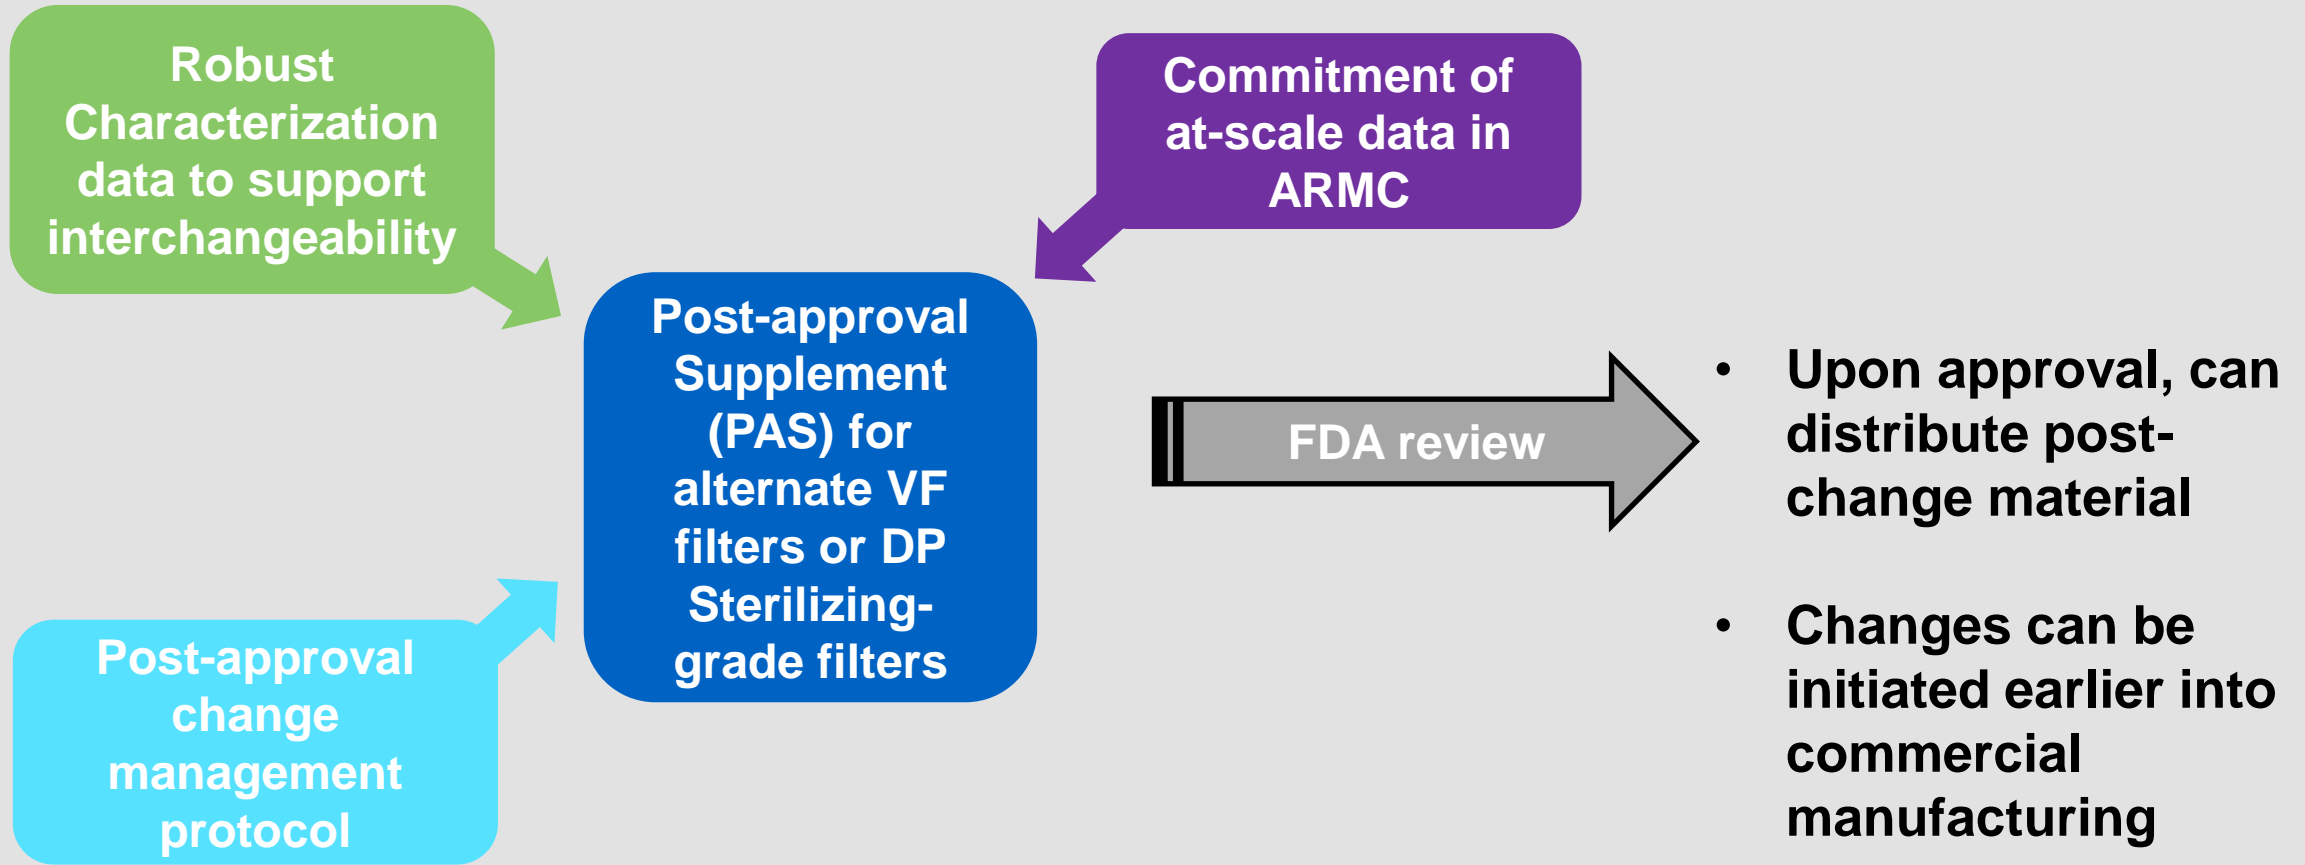 Robust
Characterization
data to support
interchangeability
Commitment of
at-scale data in
ARMC
Post-approval
Supplement
(PAS) for
alternate VF
filters or DP
Sterilizing-
grade filters
Post-approval
change
management
protocol
FDA review
• Upon approval, can
distribute post-
change material
• Changes can be
initiated earlier into
commercial
manufacturing